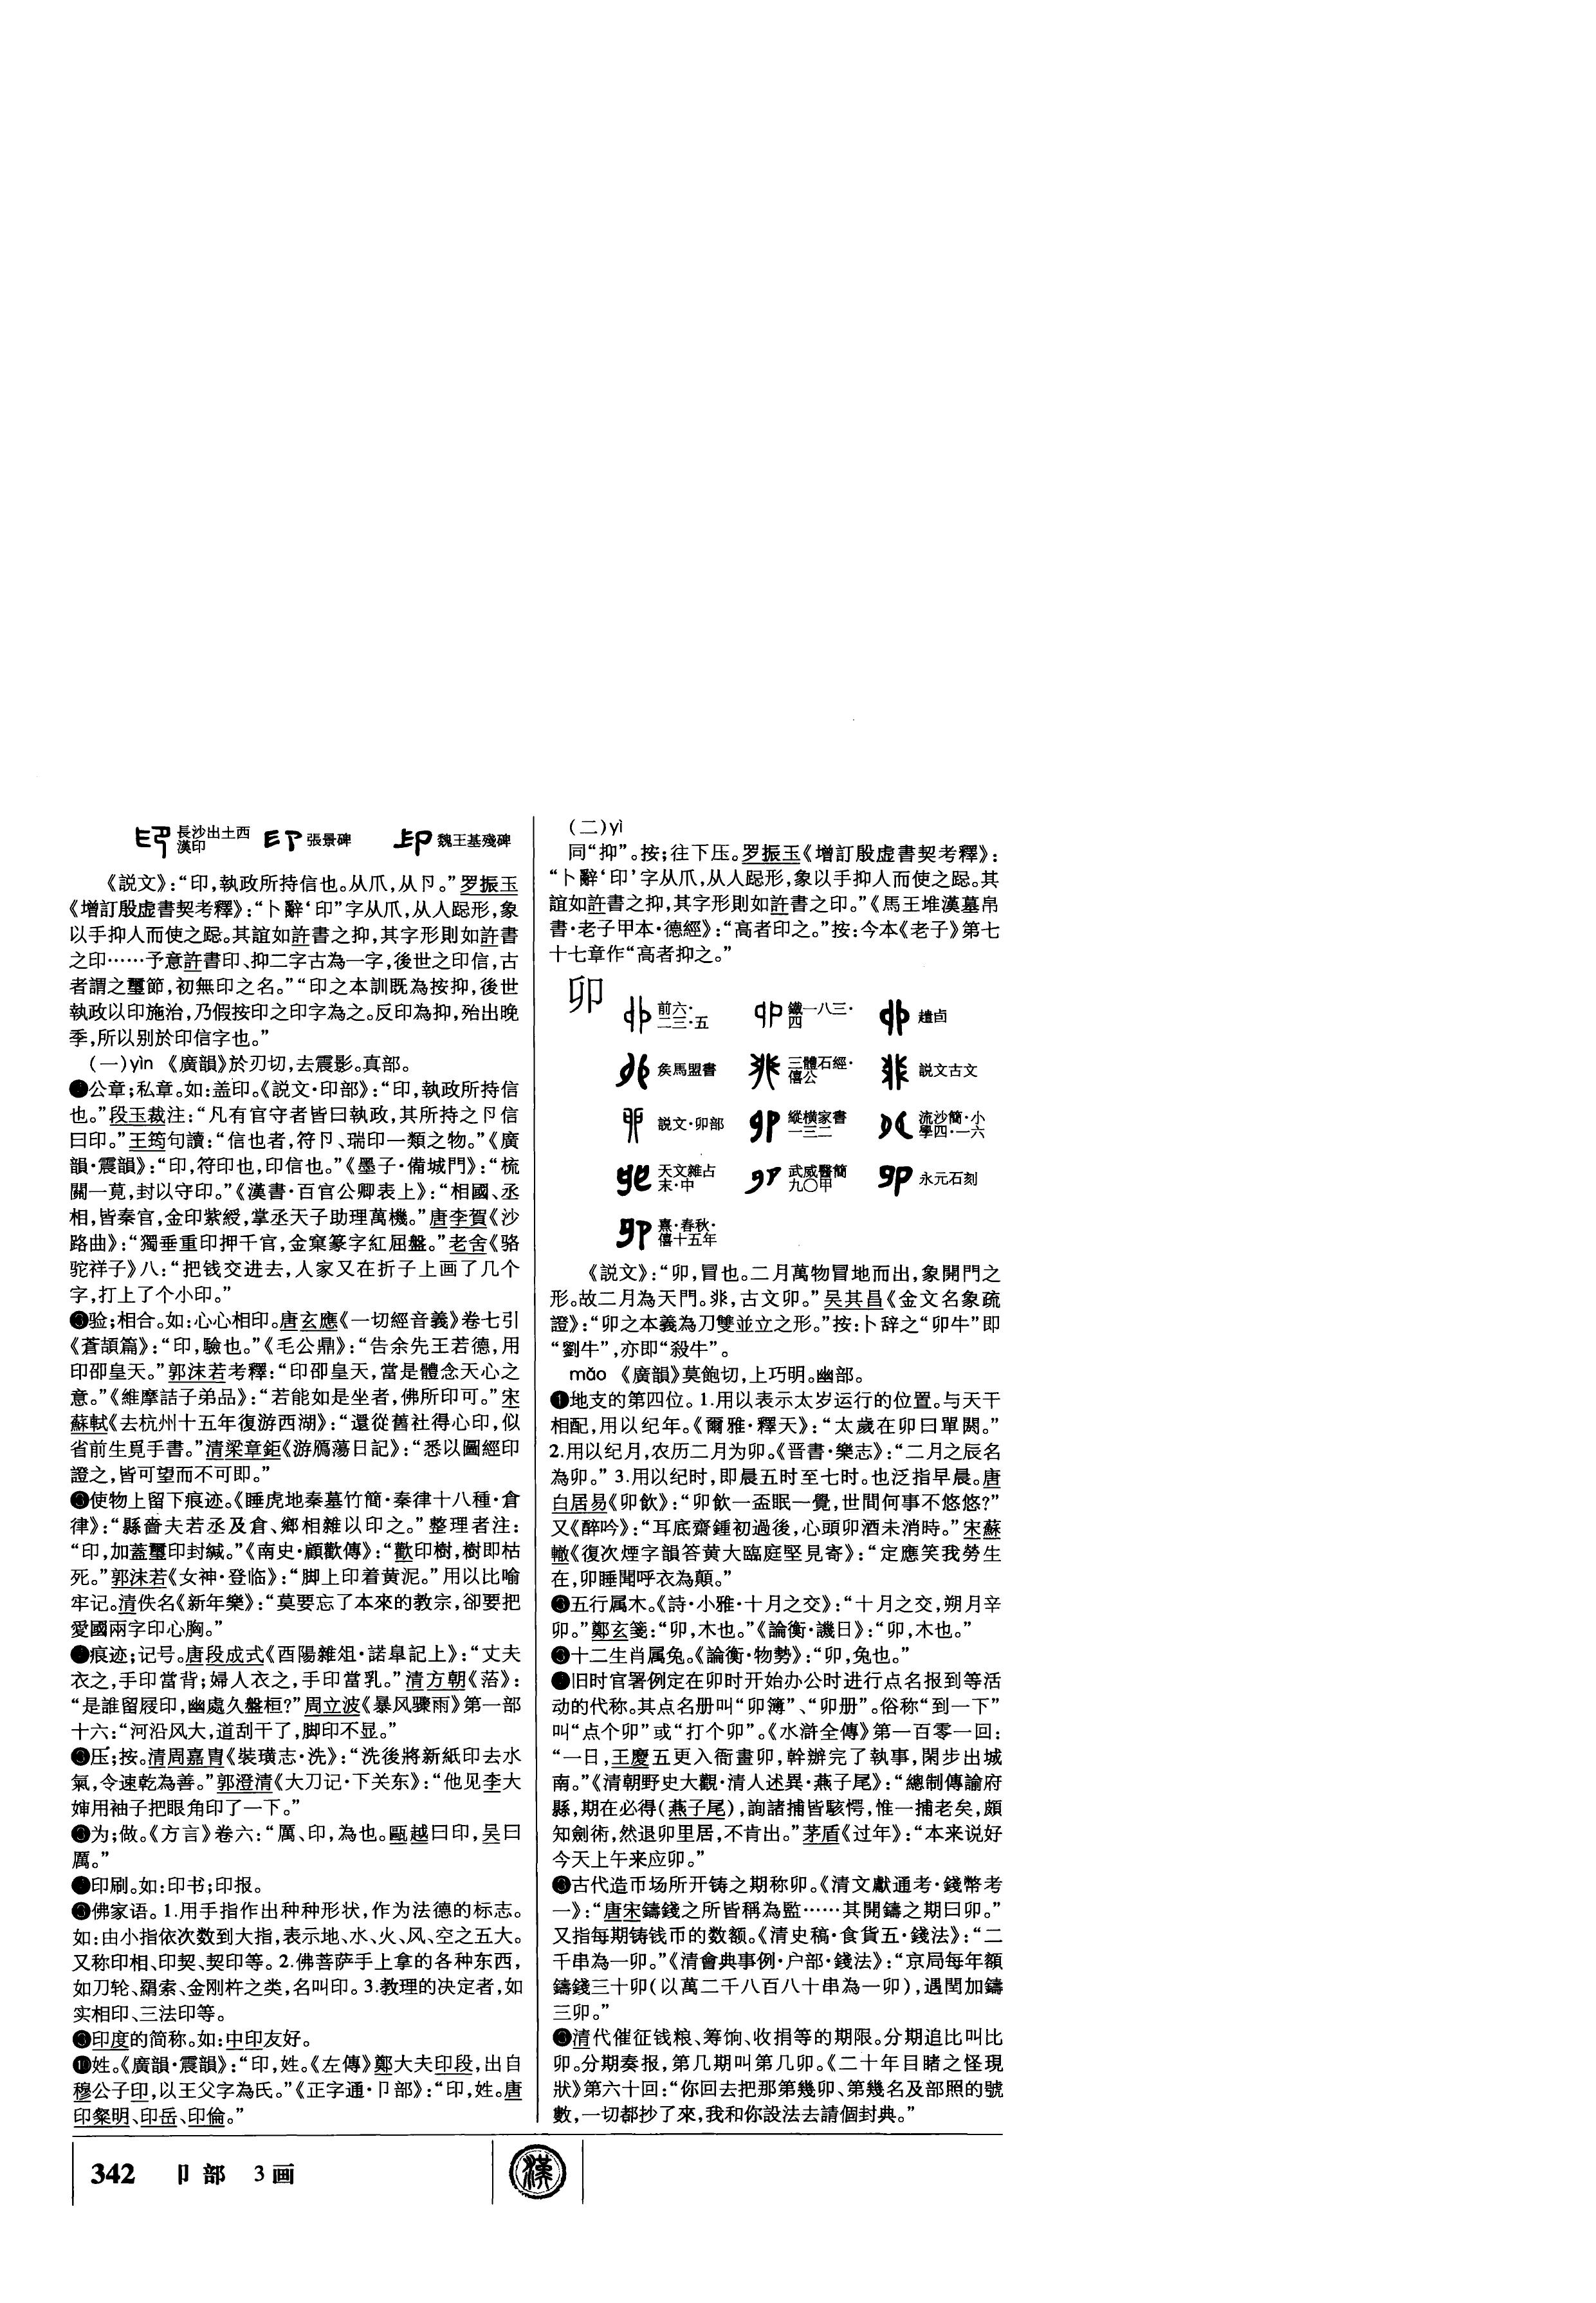 長沙出土西
漢印
張景碑
魏王基殘碑
《説文》：“印，執政所持信也。从爪，从卪。”罗振玉
《增訂殷虚書契考釋》：“卜辭‘印”字从爪，从人跽形，象
以手抑人而使之跽。其誼如許書之抑，其字形則如許書
之印……予意許書印、抑二字古為一字，後世之印信，古
者謂之璽節，初無印之名。”“印之本訓既為按抑，後世
執政以印施治，乃假按印之印字為之。反印為抑，殆出晚
季，所以别於印信字也。”
（一）yìn　《廣韻》於刃切，去震影。真部。
公章；私章。如：盖印。《説文·印部》：“印，執政所持信
也。”段玉裁注：“凡有官守者皆曰執政，其所持之卪信
曰印。”王筠句讀：“信也者，符卪、瑞印一類之物。”《廣
韻·震韻》：“印，符印也，印信也。”《墨子·備城門》：“梳
關一莧，封以守印。”《漢書·百官公卿表上》：“相國、丞
相，皆秦官，金印紫綬，掌丞天子助理萬機。”唐李賀《沙
路曲》：“獨垂重印押千官，金窠篆字紅屈盤。”老舍《骆
驼祥子》八：“把钱交进去，人家又在折子上画了几个
字，打上了个小印。”
验；相合。如：心心相印。唐玄應《一切經音義》卷七引
《蒼頡篇》：“印，驗也。”《毛公鼎》：“告余先王若德，用
印卲皇天。”郭沫若考釋：“印卲皇天，當是體念天心之
意。”《維摩詰子弟品》：“若能如是坐者，佛所印可。”宋
蘇軾《去杭州十五年復游西湖》：“還從舊社得心印，似
省前生覓手書。”清梁章鉅《游鴈蕩日記》：“悉以圖經印
證之，皆可望而不可即。”
使物上留下痕迹。《睡虎地秦墓竹簡·秦律十八種·倉
律》：“縣嗇夫若丞及倉、鄉相雜以印之。”整理者注：
“印，加蓋璽印封緘。”《南史·顧歡傳》：“歡印樹，樹即枯
死。”郭沫若《女神·登临》：“脚上印着黄泥。”用以比喻
牢记。清佚名《新年樂》：“莫要忘了本來的教宗，卻要把
愛國兩字印心胸。”
痕迹；记号。唐段成式《酉陽雜俎·諾皋記上》：“丈夫
衣之，手印當背；婦人衣之，手印當乳。”清方朝《萿》：
“是誰留屐印，幽處久盤桓？”周立波《暴风骤雨》第一部
十六：“河沿风大，道刮干了，脚印不显。”
压；按。清周嘉胄《裝璜志·洗》：“洗後將新紙印去水
氣，令速乾為善。”郭澄清《大刀记·下关东》：“他见李大
婶用袖子把眼角印了一下。”
为；做。《方言》卷六：“厲、印，為也。甌越曰印，吴曰
厲。”
印刷。如：印书；印报。
佛家语。1.用手指作出种种形状，作为法德的标志。
如：由小指依次数到大指，表示地、水、火、风、空之五大。
又称印相、印契、契印等。2.佛菩萨手上拿的各种东西，
如刀轮、羂索、金刚杵之类，名叫印。3.教理的决定者，如
实相印、三法印等。
印度的简称。如：中印友好。
❿姓。《廣韻·震韻》：“印，姓。《左傳》鄭大夫印段，出自
穆公子印，以王父字為氏。”《正字通·卩部》：“印，姓。唐
印粲明、印岳、印倫。”
（二）yì
同“抑”。按；往下压。罗振玉《增訂殷虚書契考釋》：
“卜辭‘印’字从爪，从人跽形，象以手抑人而使之跽。其
誼如許書之抑，其字形則如許書之印。”《馬王堆漢墓帛
書·老子甲本·德經》：“高者印之。”按：今本《老子》第七
十七章作“高者抑之。”
卯
前六·
二三·五
鐵一八三·
四
趞卣
矦馬盟書
三體石經·
僖公
説文古文
説文·卯部
縱横家書
一三二
流沙簡·小
學四·一六
天文雜占
末·中
武威醫簡
九〇甲
永元石刻
熹·春秋·
僖十五年
《説文》：“卯，冒也。二月萬物冒地而出，象開門之
形。故二月為天門。𠨐，古文卯。”吴其昌《金文名象疏
證》：“卯之本義為刀雙並立之形。”按：卜辞之“卯牛”即
“劉牛”，亦即“殺牛”。
mǎo　《廣韻》莫飽切，上巧明。幽部。
❶地支的第四位。1.用以表示太岁运行的位置。与天干
相配，用以纪年。《爾雅·釋天》：“太歲在卯曰單閼。”
2.用以纪月，农历二月为卯。《晋書·樂志》：“二月之辰名
為卯。”3.用以纪时，即晨五时至七时。也泛指早晨。唐
白居易《卯飲》：“卯飲一盃眠一覺，世間何事不悠悠？”
又《醉吟》：“耳底齋鍾初過後，心頭卯酒未消時。”宋蘇
轍《復次煙字韻答黄大臨庭堅見寄》：“定應笑我勞生
在，卯睡聞呼衣為顛。”
五行属木。《詩·小雅·十月之交》：“十月之交，朔月辛
卯。”鄭玄箋：“卯，木也。”《論衡·譏日》：“卯，木也。”
十二生肖属兔。《論衡·物勢》：“卯，兔也。”
旧时官署例定在卯时开始办公时进行点名报到等活
动的代称。其点名册叫“卯簿”、“卯册”。俗称“到一下”
叫“点个卯”或“打个卯”。《水滸全傳》第一百零一回：
“一日，王慶五更入衙畫卯，幹辦完了執事，閑步出城
南。”《清朝野史大觀·清人述異·燕子尾》：“總制傳諭府
縣，期在必得（燕子尾），詢諸捕皆駭愕，惟一捕老矣，頗
知劍術，然退卯里居，不肯出。”茅盾《过年》：“本来说好
今天上午来应卯。”
古代造币场所开铸之期称卯。《清文獻通考·錢幣考
一》：“唐宋鑄錢之所皆稱為監……其開鑄之期曰卯。”
又指每期铸钱币的数额。《清史稿·食貨五·錢法》：“二
千串為一卯。”《清會典事例·户部·錢法》：“京局每年額
鑄錢三十卯（以萬二千八百八十串為一卯），遇閏加鑄
三卯。”
清代催征钱粮、筹饷、收捐等的期限。分期追比叫比
卯。分期奏报，第几期叫第几卯。《二十年目睹之怪現
狀》第六十回：“你回去把那第幾卯、第幾名及部照的號
數，一切都抄了來，我和你設法去請個封典。”
342　卩部　3画
漢